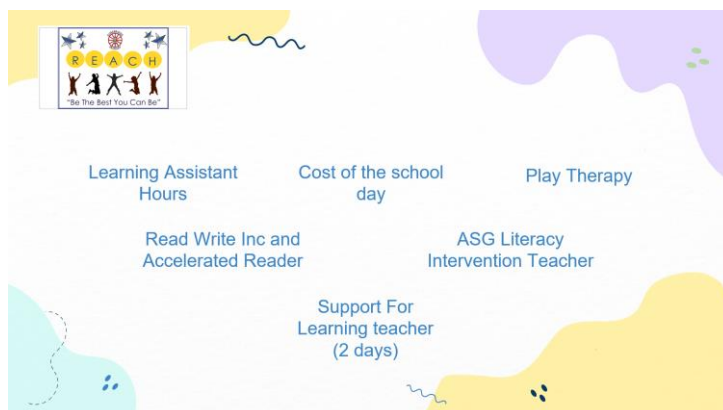 R E A C H
"Be The Best You Can Be"
Learning Assistant
Hours
Cost of the school
day
Play Therapy
Read Write Inc and
Accelerated Reader
ASG Literacy
Intervention Teacher
Support For
Learning teacher
(2 days)